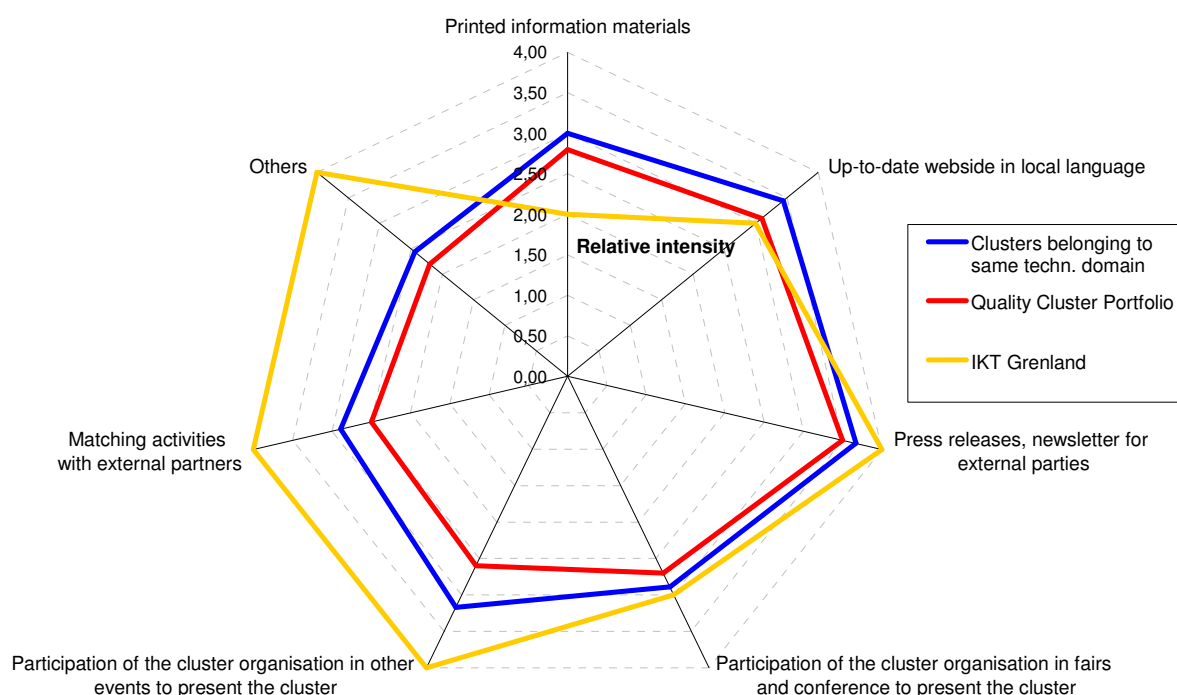 Printed information materials
4,00
3,50
3,00
2,50
2,00
1,50
1,00
0,50
0,00
Relative intensity
Others
Up-to-date webside in local language
Clusters belonging to
same techn. domain
Quality Cluster Portfolio
IKT Grenland
Matching activities
with external partners
Press releases, newsletter for
external parties
Participation of the cluster organisation in other
events to present the cluster
Participation of the cluster organisation in fairs
and conference to present the cluster